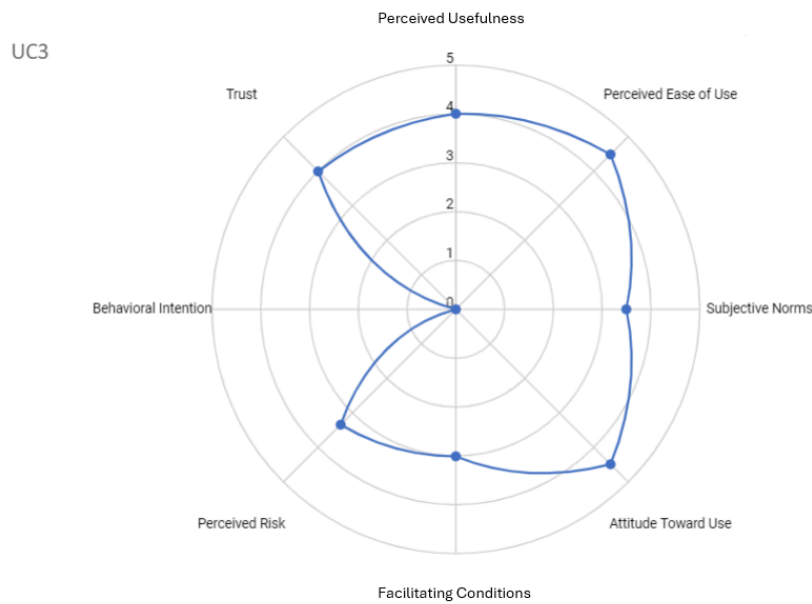 Perceived Usefulness
UC3
5
Trust
Perceived Ease of Use
4
3
2
1
0
Behavioral Intention
Subjective Norms
Perceived Risk
Attitude Toward Use
Facilitating Conditions